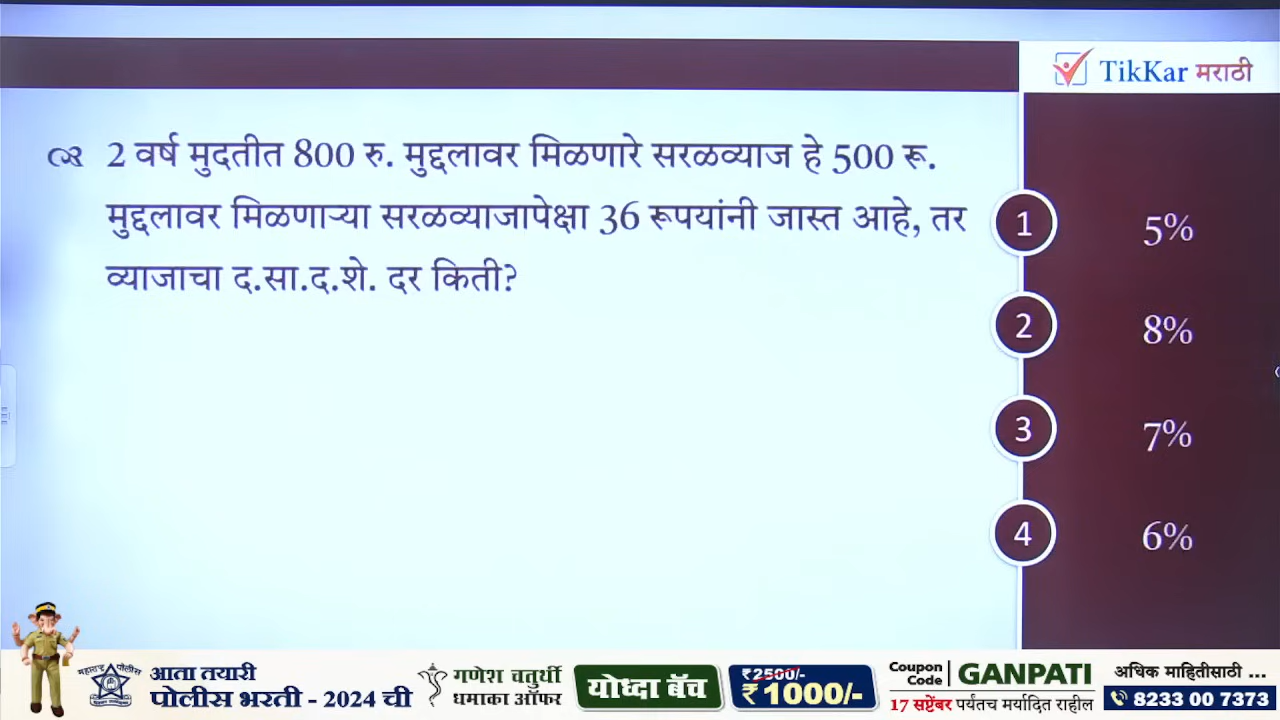 TikKar मराठी
2 वर्ष मुदतीत 800 रु. मुद्दलावर मिळणारे सरळव्याज हे 500 रू.
मुद्दलावर मिळणाऱ्या सरळव्याजापेक्षा 36 रूपयांनी जास्त आहे, तर
व्याजाचा द.सा.द.शे. दर किती?
1 5%
2 8%
3 7%
4 6%
महाराष्ट्र पोलीस
आता तयारी
पोलीस भरती - 2024 ची
गणेश चतुर्थी
धमाका ऑफर
योध्दा बॅच
₹2500/-
₹1000/-
Coupon Code GANPATI
17 सप्टेंबर पर्यंतच मर्यादित राहील
अधिक माहितीसाठी ...
8233 00 7373